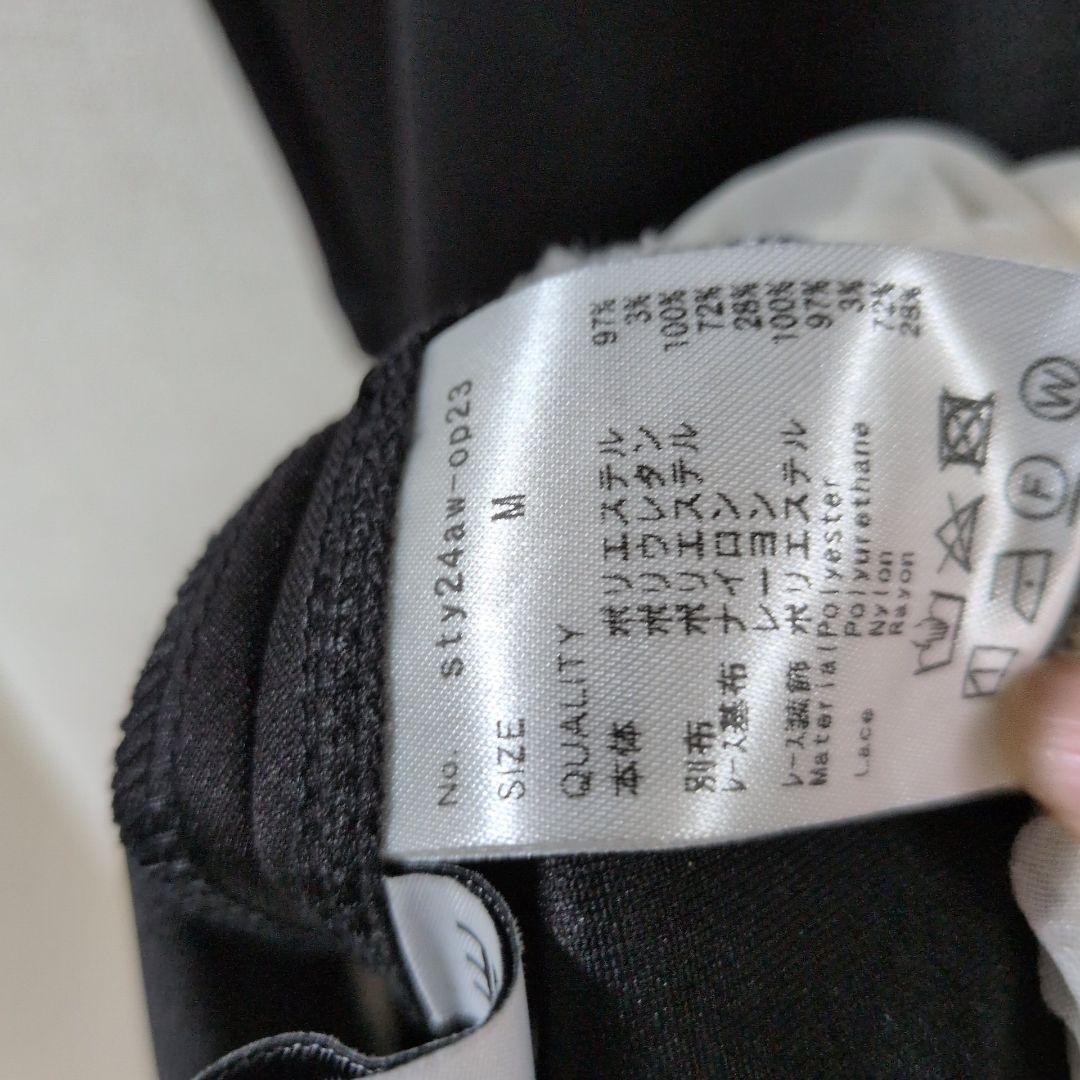 No. sty24aw-op23
SIZE M
QUALITY
本体 ポリエステル 97%
ポリウレタン 3%
別布 ポリエステル 100%
レース基布 ナイロン 72%
レーヨン 28%
レース装飾 ポリエステル 100%
Material Polyester 97%
Polyurethane 3%
Lace Nylon 72%
Rayon 28%
F
W